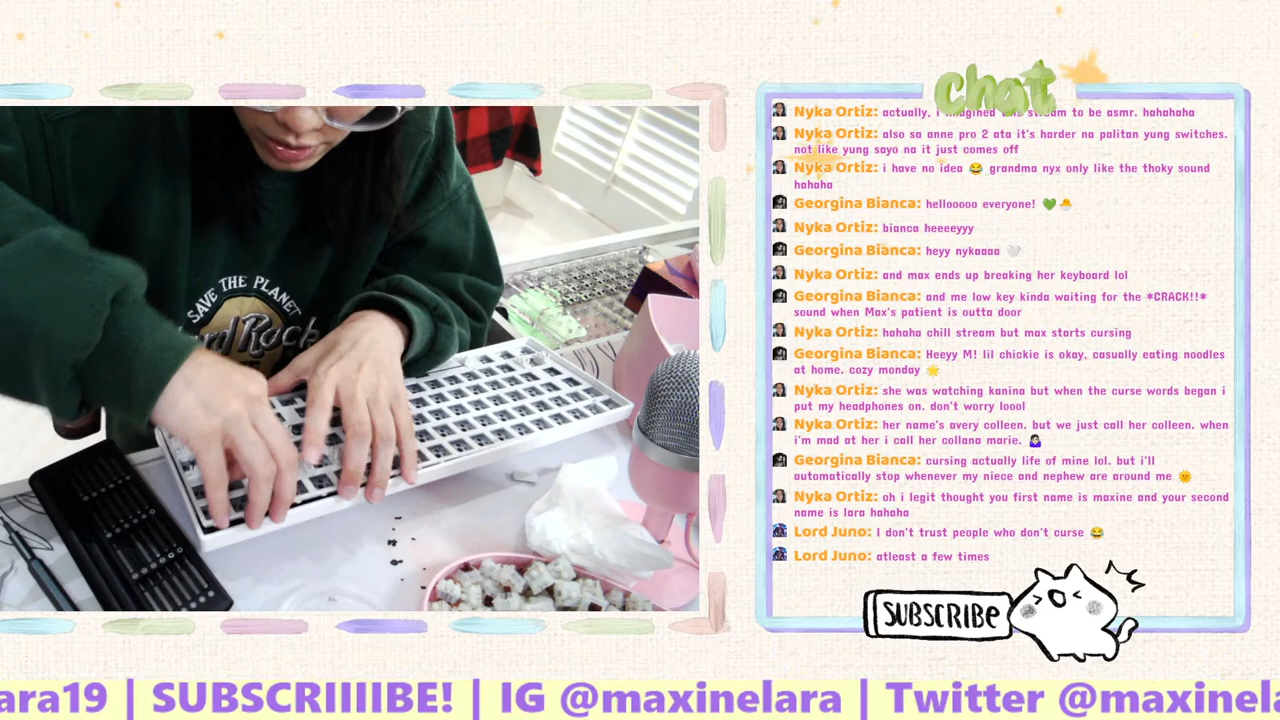 chat
Nyka Ortiz: actually, i imagined this stream to be asmr. hahahaha
Nyka Ortiz: also sa anne pro 2 ata it's harder na palitan yung switches.
not like yung sayo na it just comes off
Nyka Ortiz: i have no idea 😂 grandma nyx only like the thoky sound
hahaha
Georgina Bianca: hellooooo everyone! 💚🐣
Nyka Ortiz: bianca heeeeyyy
Georgina Bianca: heyy nykaaaa 🤍
Nyka Ortiz: and max ends up breaking her keyboard lol
Georgina Bianca: and me low key kinda waiting for the *CRACK!!*
sound when Max's patient is outta door
Nyka Ortiz: hahaha chill stream but max starts cursing
Georgina Bianca: Heeyy M! lil chickie is okay, casually eating noodles
at home. cozy monday 🌟
Nyka Ortiz: she was watching kanina but when the curse words began i
put my headphones on. don't worry loool
Nyka Ortiz: her name's avery colleen. but we just call her colleen. when
i'm mad at her i call her collana marie. 🤷🏻‍♀️
Georgina Bianca: cursing actually life of mine lol. but i'll
automatically stop whenever my niece and nephew are around me 🌞
Nyka Ortiz: oh i legit thought you first name is maxine and your second
name is lara hahaha
Lord Juno: I don't trust people who don't curse 😂
Lord Juno: atleast a few times
SAVE THE PLANET
Hard Rock
SUBSCRIBE
ara19 | SUBSCRIIIIBE! | IG @maxinelara | Twitter @maxinela